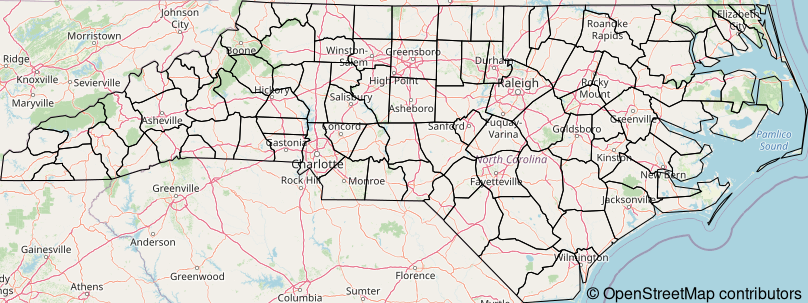 Johnson
City
Roanoke
Rapids
Elizabeth
City
Morristown
Boone
Winston-
Salem
Greensboro
Ridge
Knoxville
Sevierville
High Point
Durham
Raleigh
Rocky
Mount
Maryville
Hickory
Salisbury
Asheboro
Asheville
Concord
Sanford
Fuquay-
Varina
Goldsboro
Greenville
Pamlico
Sound
Gastonia
Charlotte
North Carolina
Kinston
New Bern
Greenville
Rock Hill
Monroe
Fayetteville
Jacksonville
Anderson
Gainesville
Wilmington
Greenwood
Florence
Athens
Columbia
Sumter
Myrtle
© OpenStreetMap contributors